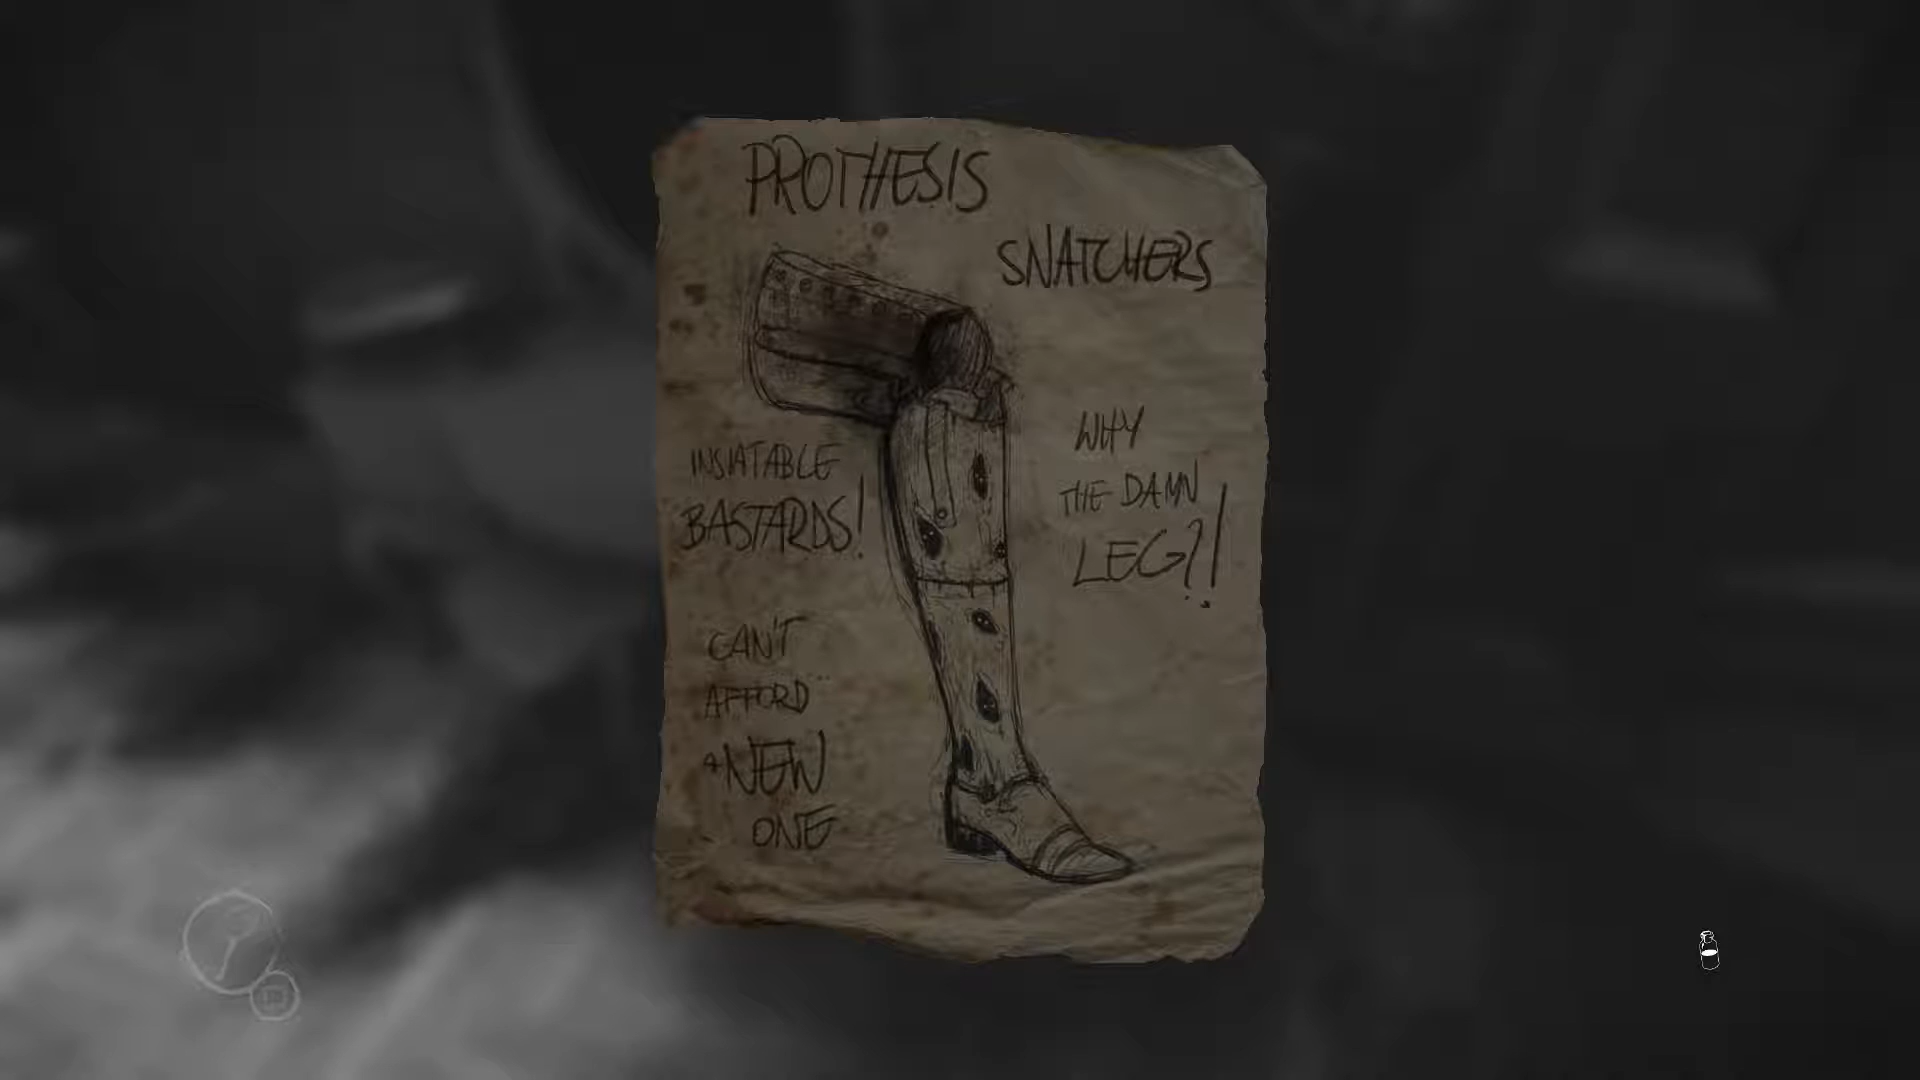 PROTHESIS
SNATCHERS
INSIATABLE
BASTARDS!
WHY
THE DAMN
LEG?!
CAN'T
AFFORD
A NEW
ONE